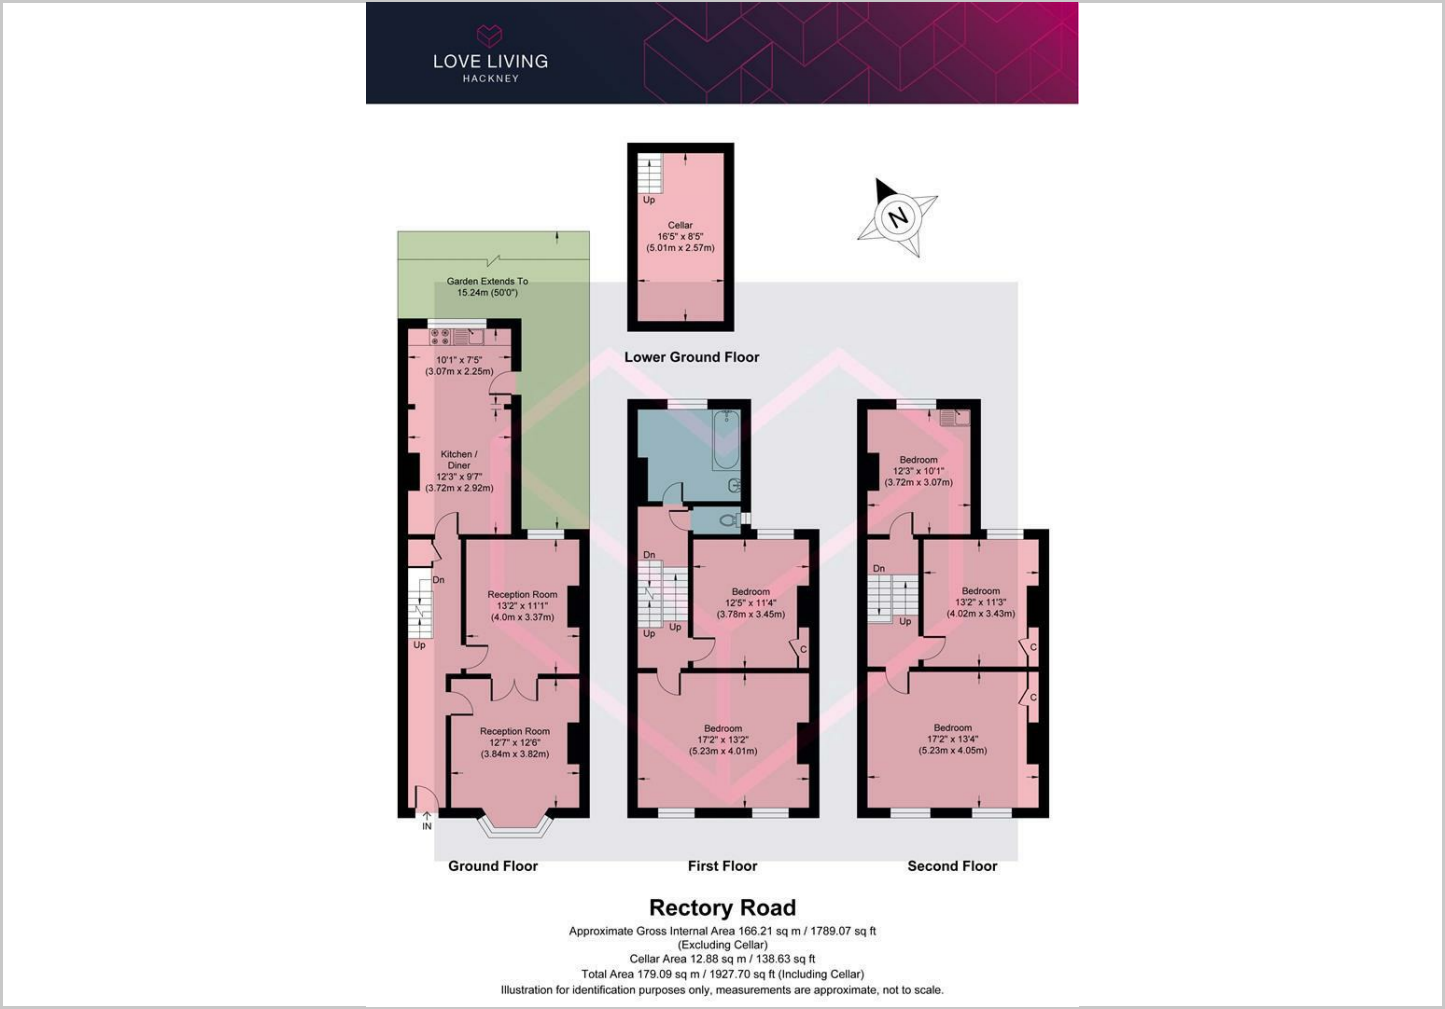 LOVE LIVING
HACKNEY
Up
Cellar
16'5" x 8'5"
(5.01m x 2.57m)
N
Lower Ground Floor
Garden Extends To
15.24m (50'0")
10'1" x 7'5"
(3.07m x 2.25m)
Kitchen /
Diner
12'3" x 9'7"
(3.72m x 2.92m)
Dn
Up
Reception Room
13'2" x 11'1"
(4.0m x 3.37m)
Reception Room
12'7" x 12'6"
(3.84m x 3.82m)
IN
Ground Floor
Dn
Up
Up
Bedroom
12'5" x 11'4"
(3.78m x 3.45m)
C
Bedroom
17'2" x 13'2"
(5.23m x 4.01m)
First Floor
Bedroom
12'3" x 10'1"
(3.72m x 3.07m)
Dn
Up
Bedroom
13'2" x 11'3"
(4.02m x 3.43m)
C
C
Bedroom
17'2" x 13'4"
(5.23m x 4.05m)
Second Floor
Rectory Road
Approximate Gross Internal Area 166.21 sq m / 1789.07 sq ft
(Excluding Cellar)
Cellar Area 12.88 sq m / 138.63 sq ft
Total Area 179.09 sq m / 1927.70 sq ft (Including Cellar)
Illustration for identification purposes only, measurements are approximate, not to scale.